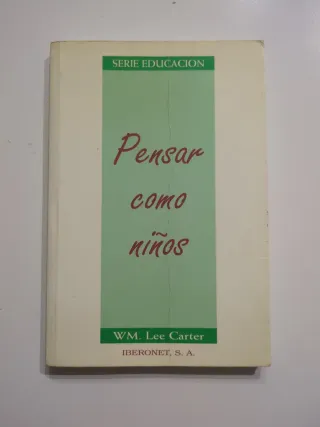 SERIE EDUCACION
Pensar
como
niños
WM. Lee Carter
IBERONET, S. A.